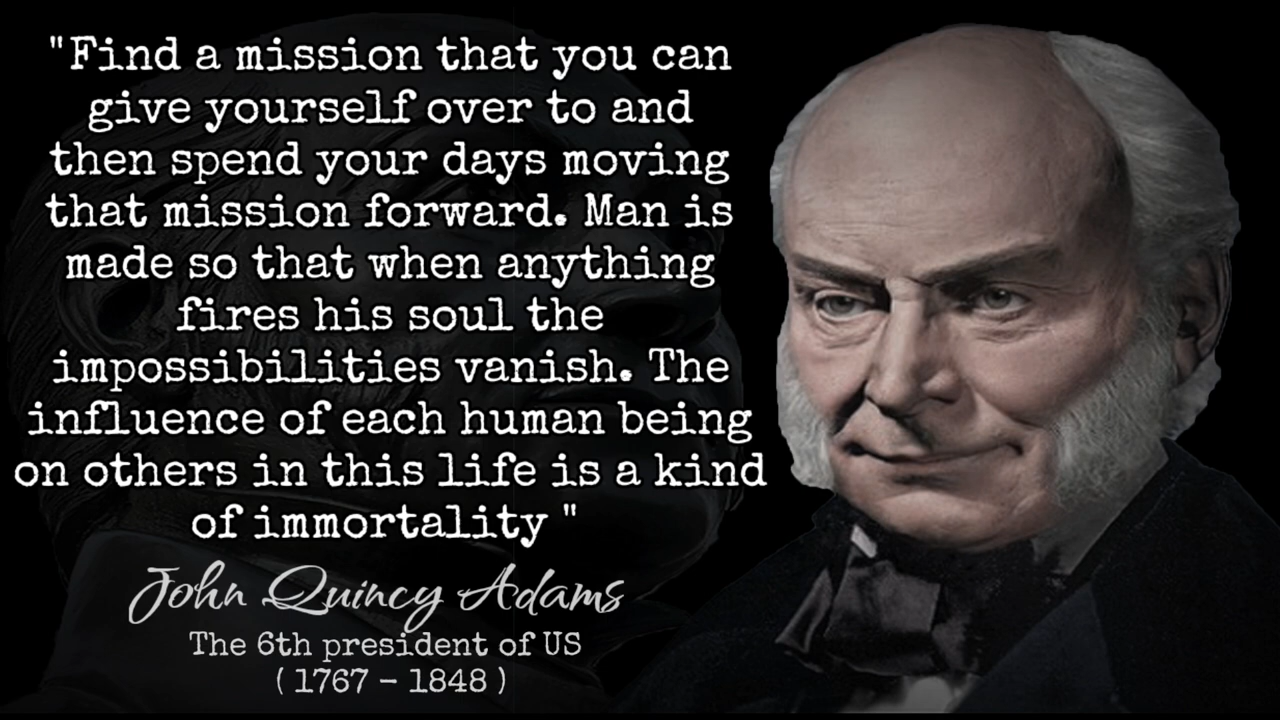 "Find a mission that you can
give yourself over to and
then spend your days moving
that mission forward. Man is
made so that when anything
fires his soul the
impossibilities vanish. The
influence of each human being
on others in this life is a kind
of immortality "
John Quincy Adams
The 6th president of US
( 1767 - 1848 )